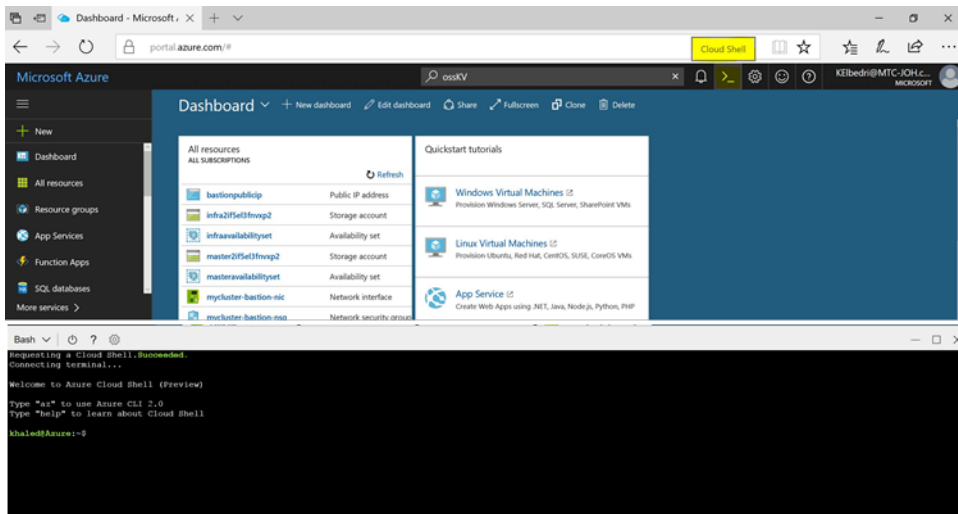 Dashboard - Microsoft A
portal.azure.com/#
Cloud Shell
Microsoft Azure
ossKV
KElbedri@MTC-JOH.c...
MICROSOFT
Dashboard
New dashboard
Edit dashboard
Share
Fullscreen
Clone
Delete
New
Dashboard
All resources
Resource groups
App Services
Function Apps
SQL databases
More services >
All resources
ALL SUBSCRIPTIONS
Refresh
bastionpublicip Public IP address
infra2if5el3fnvxp2 Storage account
infraavailabilityset Availability set
master2if5el3fnvxp2 Storage account
masteravailabilityset Availability set
mycluster-bastion-nic Network interface
mycluster-bastion-nsg Network security group
Quickstart tutorials
Windows Virtual Machines
Provision Windows Server, SQL Server, SharePoint VMs
Linux Virtual Machines
Provision Ubuntu, Red Hat, CentOS, SUSE, CoreOS VMs
App Service
Create Web Apps using .NET, Java, Node.js, Python, PHP
Bash
Requesting a Cloud Shell.Succeeded.
Connecting terminal...
Welcome to Azure Cloud Shell (Preview)
Type "az" to use Azure CLI 2.0
Type "help" to learn about Cloud Shell
khaled@Azure:~$